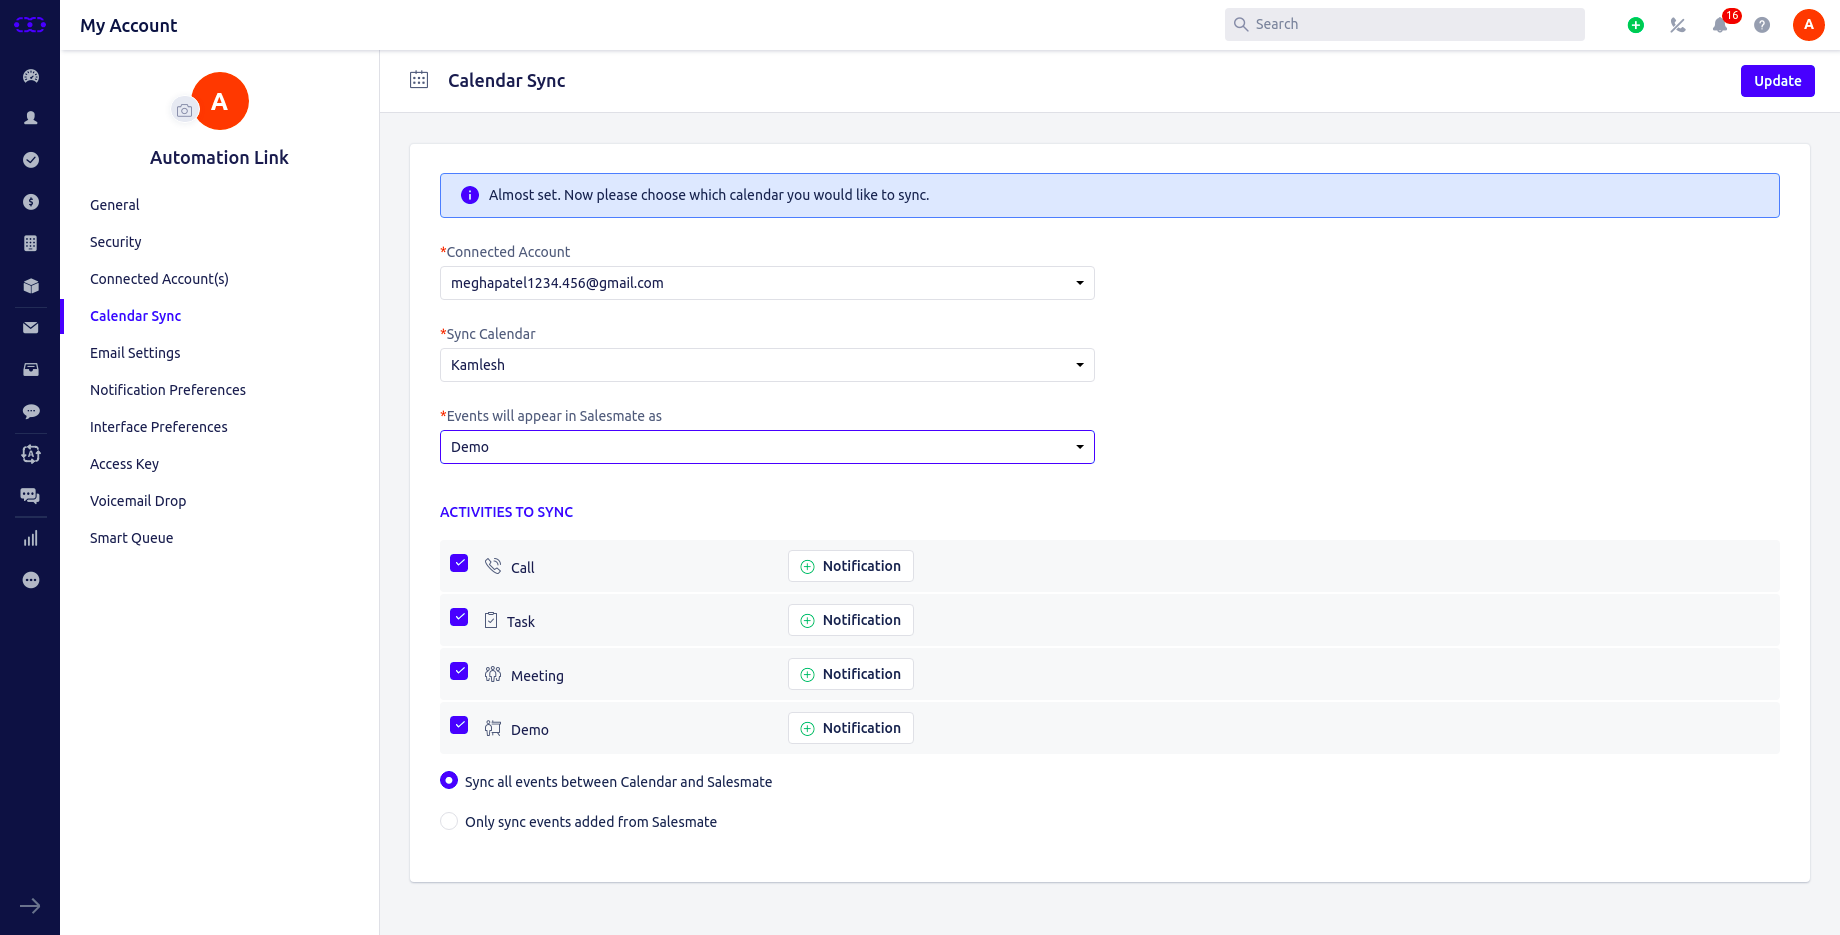 My Account
Search
16
A
A
Automation Link
General
Security
Connected Account(s)
Calendar Sync
Email Settings
Notification Preferences
Interface Preferences
Access Key
Voicemail Drop
Smart Queue
Calendar Sync
Update
Almost set. Now please choose which calendar you would like to sync.
*Connected Account
meghapatel1234.456@gmail.com
*Sync Calendar
Kamlesh
*Events will appear in Salesmate as
Demo
ACTIVITIES TO SYNC
Call
Notification
Task
Notification
Meeting
Notification
Demo
Notification
Sync all events between Calendar and Salesmate
Only sync events added from Salesmate